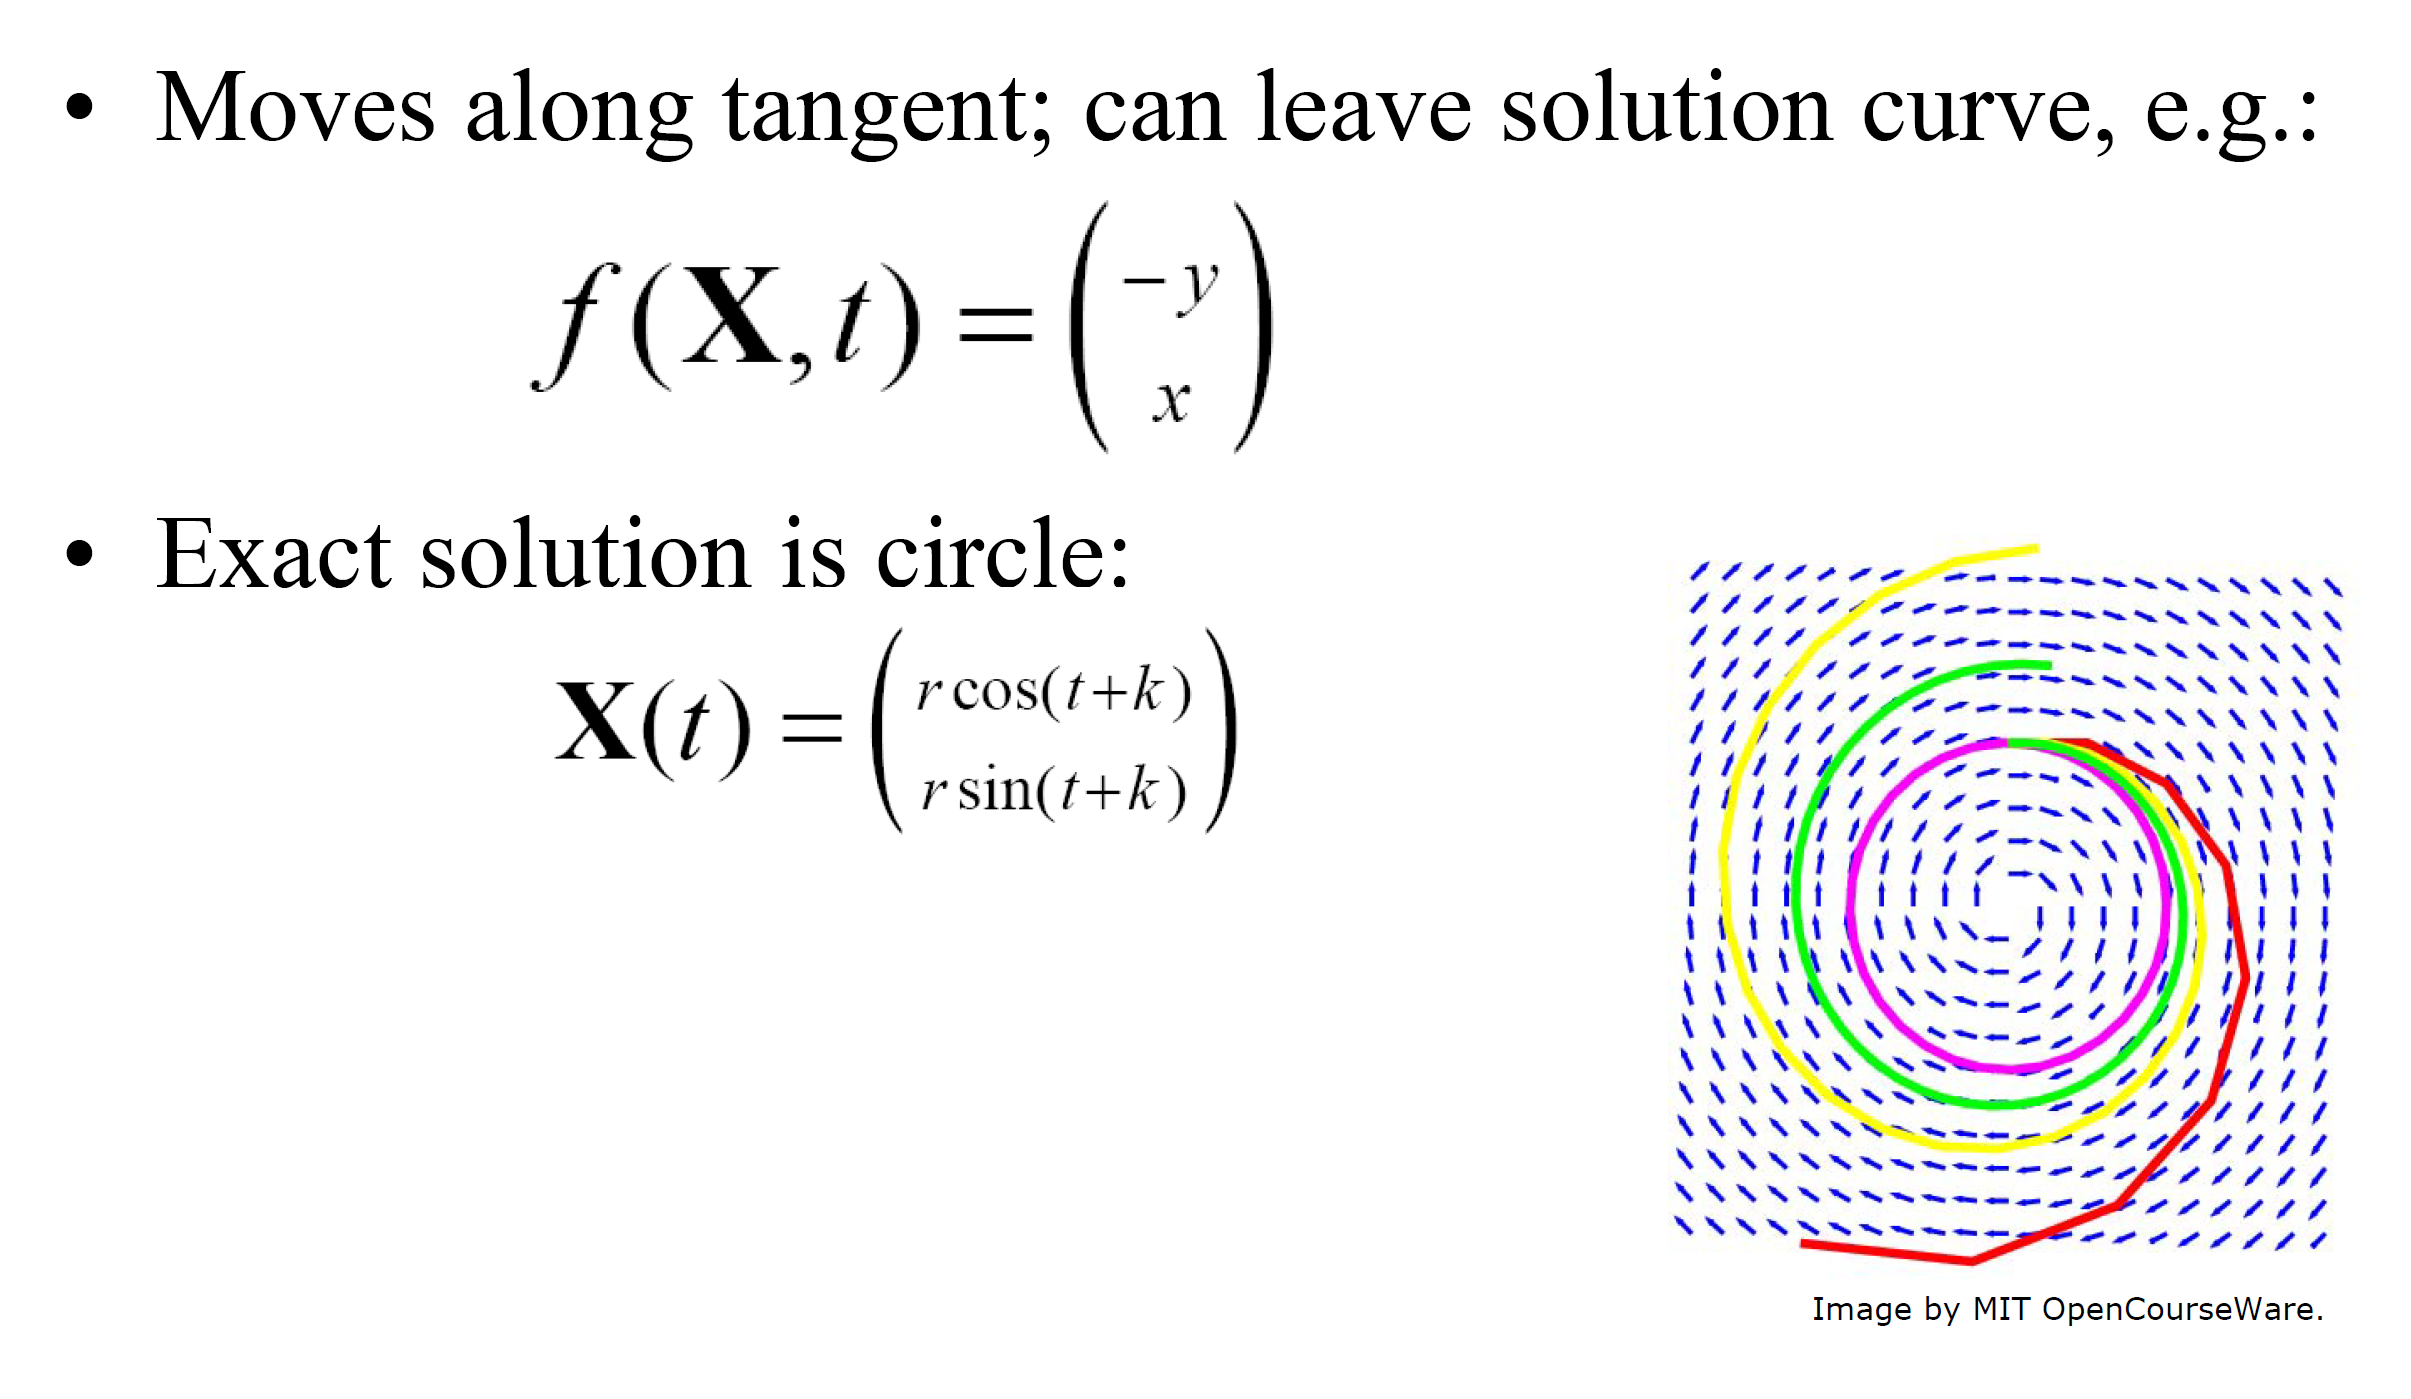 • Moves along tangent; can leave solution curve, e.g.:
f(X,t) = (−y
x)
• Exact solution is circle:
X(t) = (r cos(t+k)
r sin(t+k))
Image by MIT OpenCourseWare.